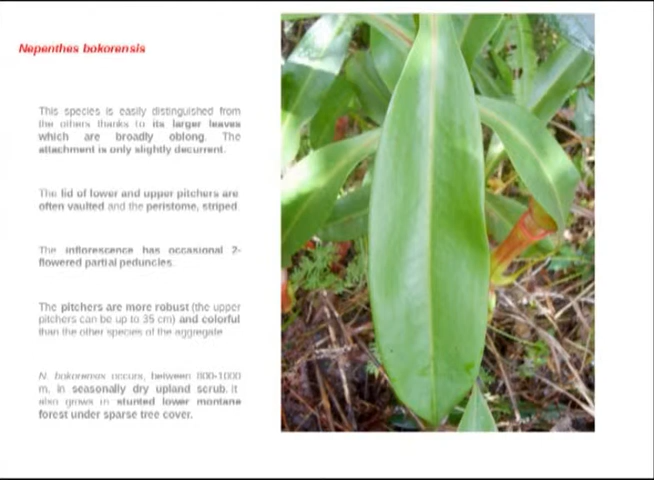 Nepenthes bokorensis
This species is easily distinguished from
the others thanks to its larger leaves
which are broadly oblong. The
attachment is only slightly decurrent.
The lid of lower and upper pitchers are
often vaulted and the peristome, striped
The inflorescence has occasional 2-
flowered partial peduncles.
The pitchers are more robust (the upper
pitchers can be up to 35 cm) and colorful
than the other species of the aggregate
N. bokorensis occurs, between 800-1000
m, in seasonally dry upland scrub. It
also grows in stunted lower montane
forest under sparse tree cover.